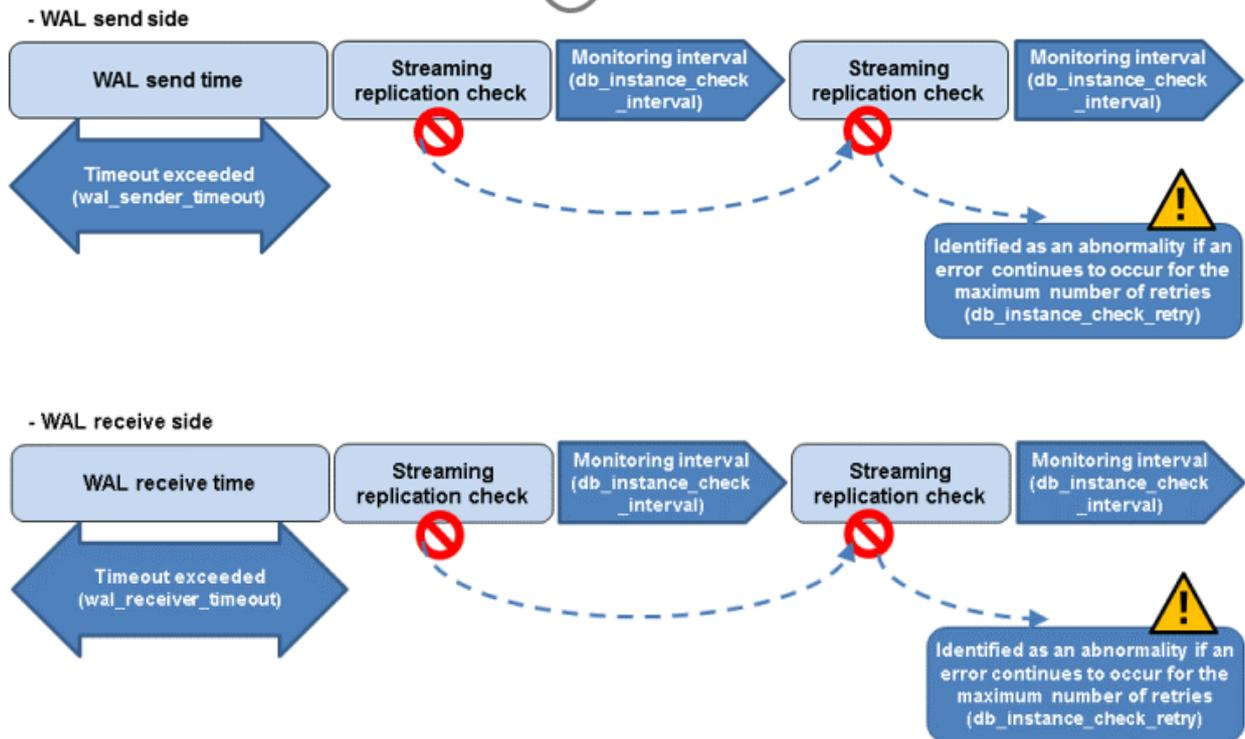 - WAL send side
WAL send time
Streaming
replication check
Monitoring interval
(db_instance_check
_interval)
Streaming
replication check
Monitoring interval
(db_instance_check
_interval)
Timeout exceeded
(wal_sender_timeout)
Identified as an abnormality if an
error continues to occur for the
maximum number of retries
(db_instance_check_retry)
- WAL receive side
WAL receive time
Streaming
replication check
Monitoring interval
(db_instance_check
_interval)
Streaming
replication check
Monitoring interval
(db_instance_check
_interval)
Timeout exceeded
(wal_receiver_timeout)
Identified as an abnormality if an
error continues to occur for the
maximum number of retries
(db_instance_check_retry)